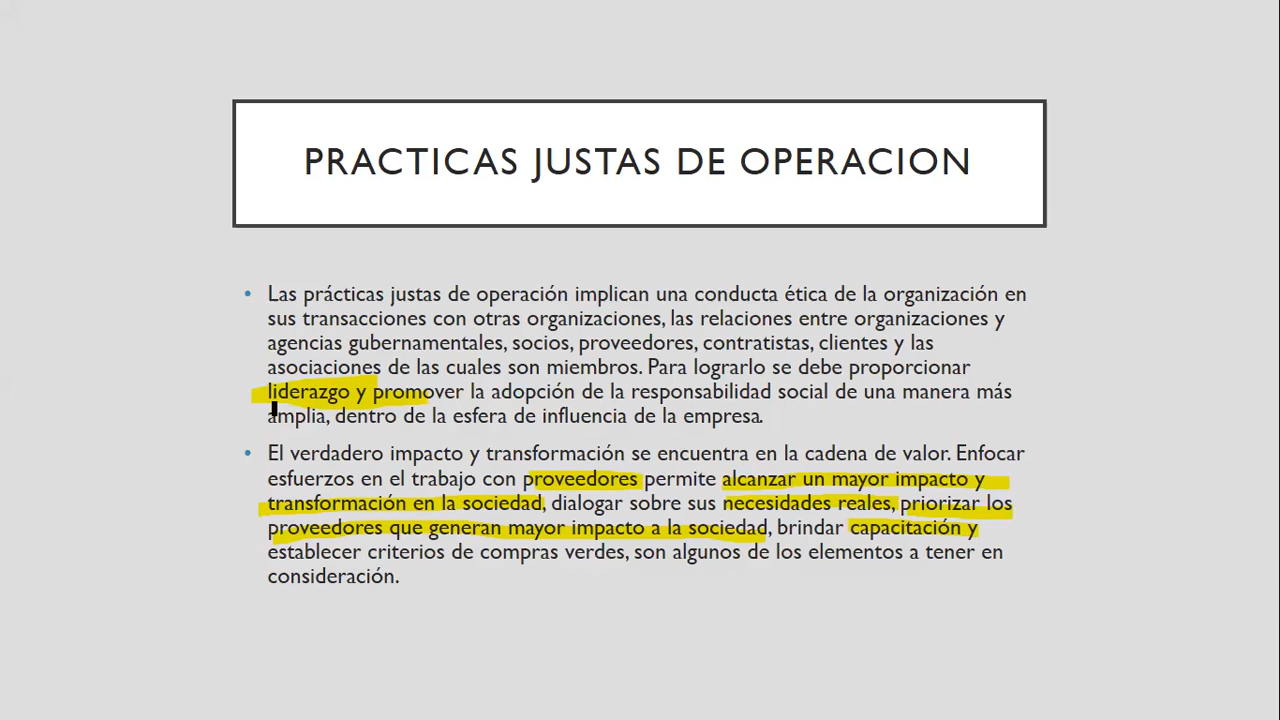 PRACTICAS JUSTAS DE OPERACION
• Las prácticas justas de operación implican una conducta ética de la organización en
sus transacciones con otras organizaciones, las relaciones entre organizaciones y
agencias gubernamentales, socios, proveedores, contratistas, clientes y las
asociaciones de las cuales son miembros. Para lograrlo se debe proporcionar
liderazgo y promover la adopción de la responsabilidad social de una manera más
amplia, dentro de la esfera de influencia de la empresa.
• El verdadero impacto y transformación se encuentra en la cadena de valor. Enfocar
esfuerzos en el trabajo con proveedores permite alcanzar un mayor impacto y
transformación en la sociedad, dialogar sobre sus necesidades reales, priorizar los
proveedores que generan mayor impacto a la sociedad, brindar capacitación y
establecer criterios de compras verdes, son algunos de los elementos a tener en
consideración.